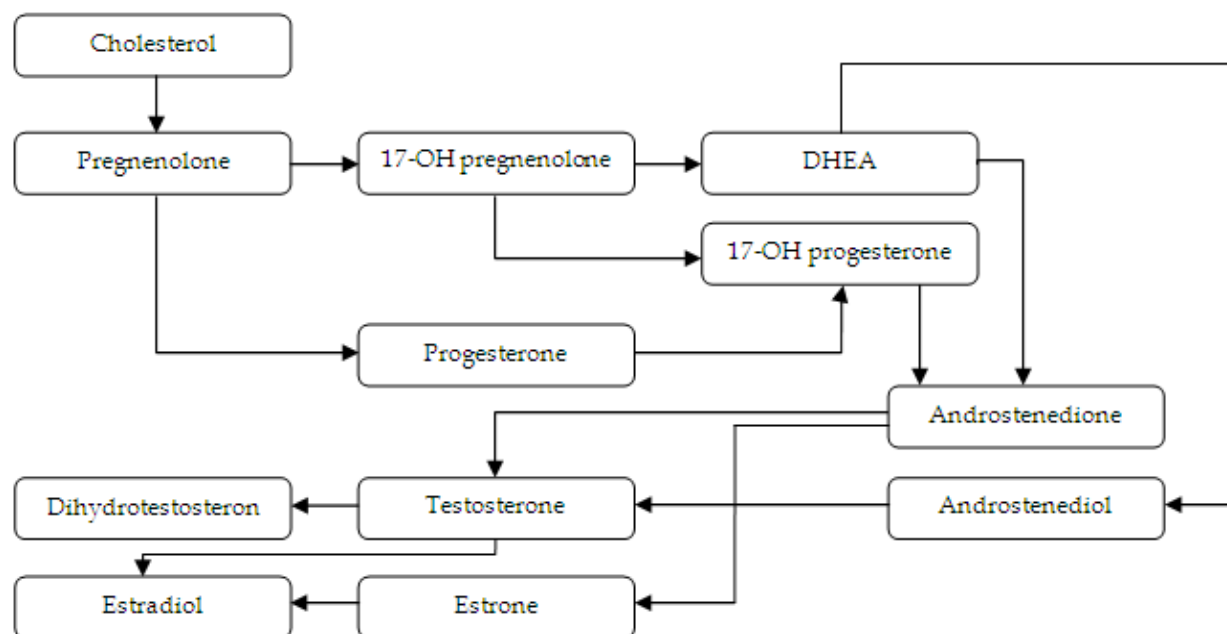 Cholesterol
Pregnenolone
17-OH pregnenolone
DHEA
17-OH progesterone
Progesterone
Androstenedione
Dihydrotestosteron
Testosterone
Androstenediol
Estradiol
Estrone